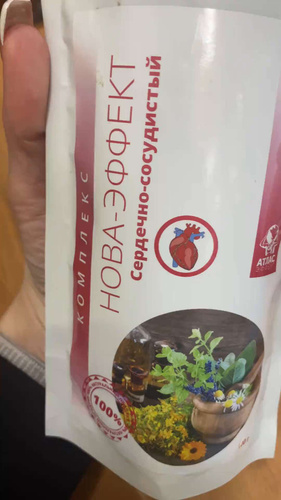 КОМПЛЕКС
НОВА-ЭФФЕКТ
Сердечно-сосудистый
АТЛАС
100%